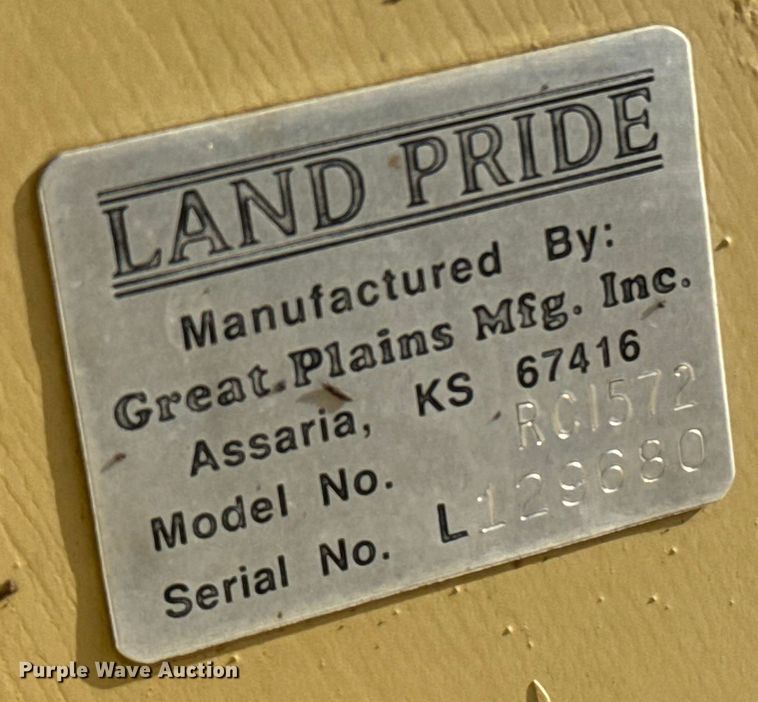 LAND PRIDE
Manufactured By:
Great Plains Mfg. Inc.
Assaria, KS 67416
Model No. RC1572
Serial No. L129680
Purple Wave Auction